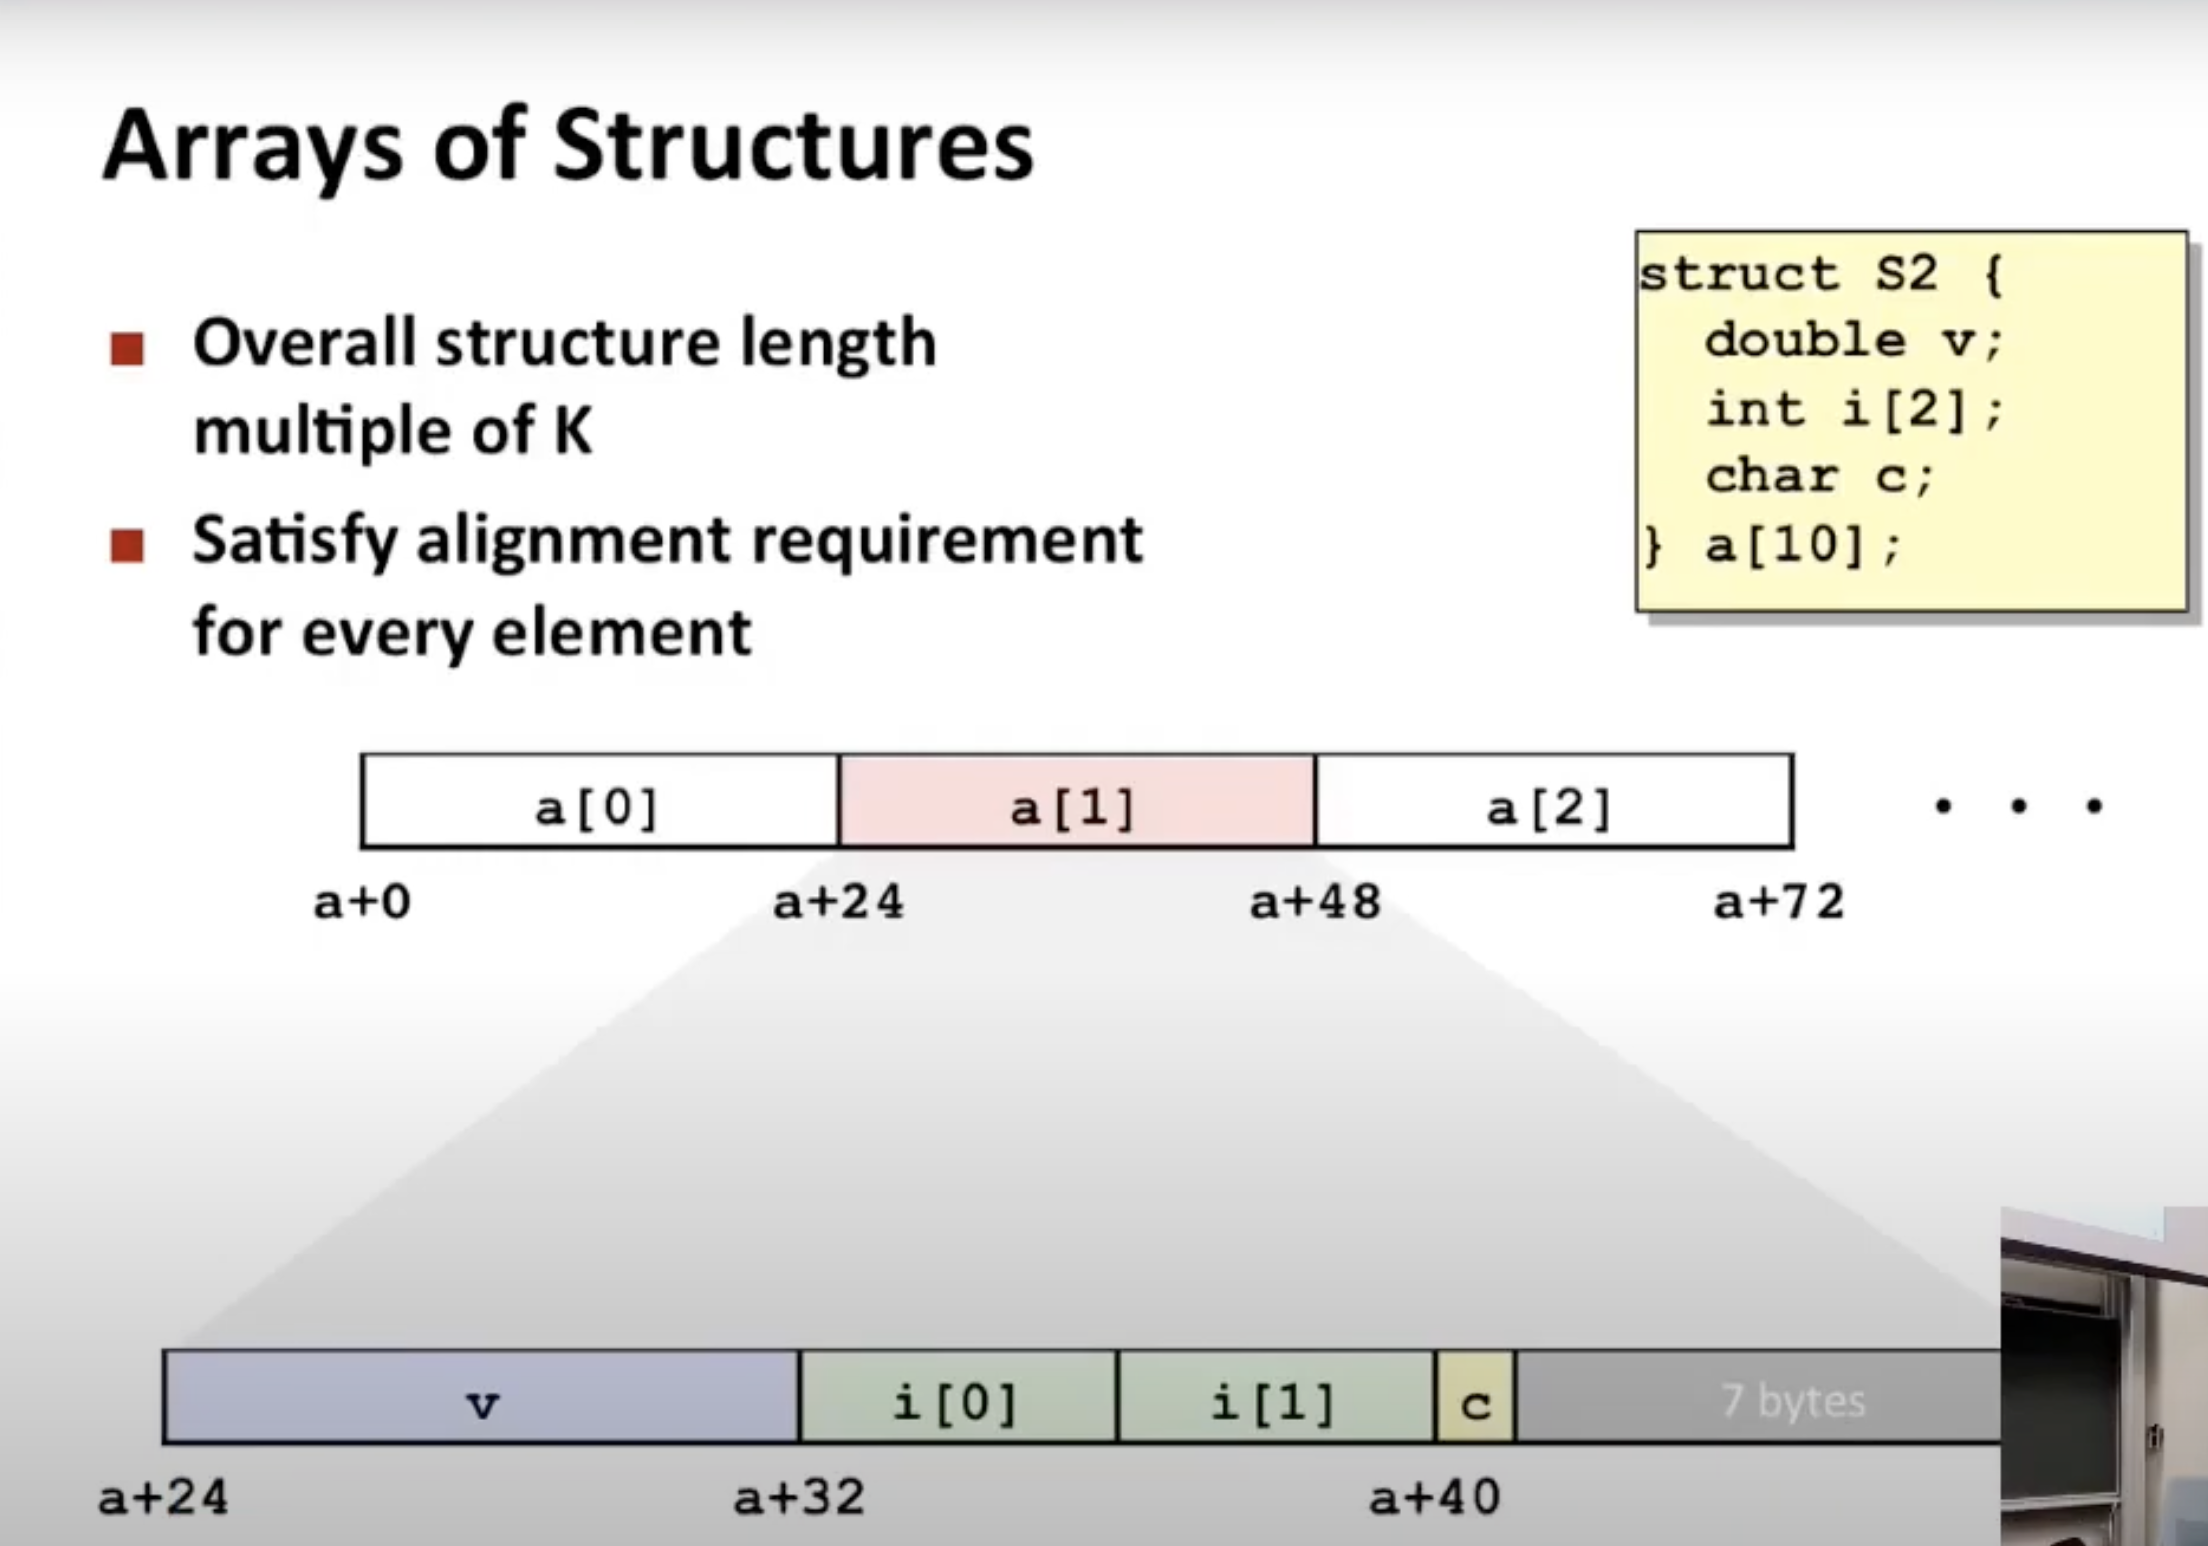 Arrays of Structures
Overall structure length
multiple of K
Satisfy alignment requirement
for every element
struct S2 {
double v;
int i[2];
char c;
} a[10];
a[0] a[1] a[2] • • •
a+0 a+24 a+48 a+72
v i[0] i[1] c 7 bytes
a+24 a+32 a+40